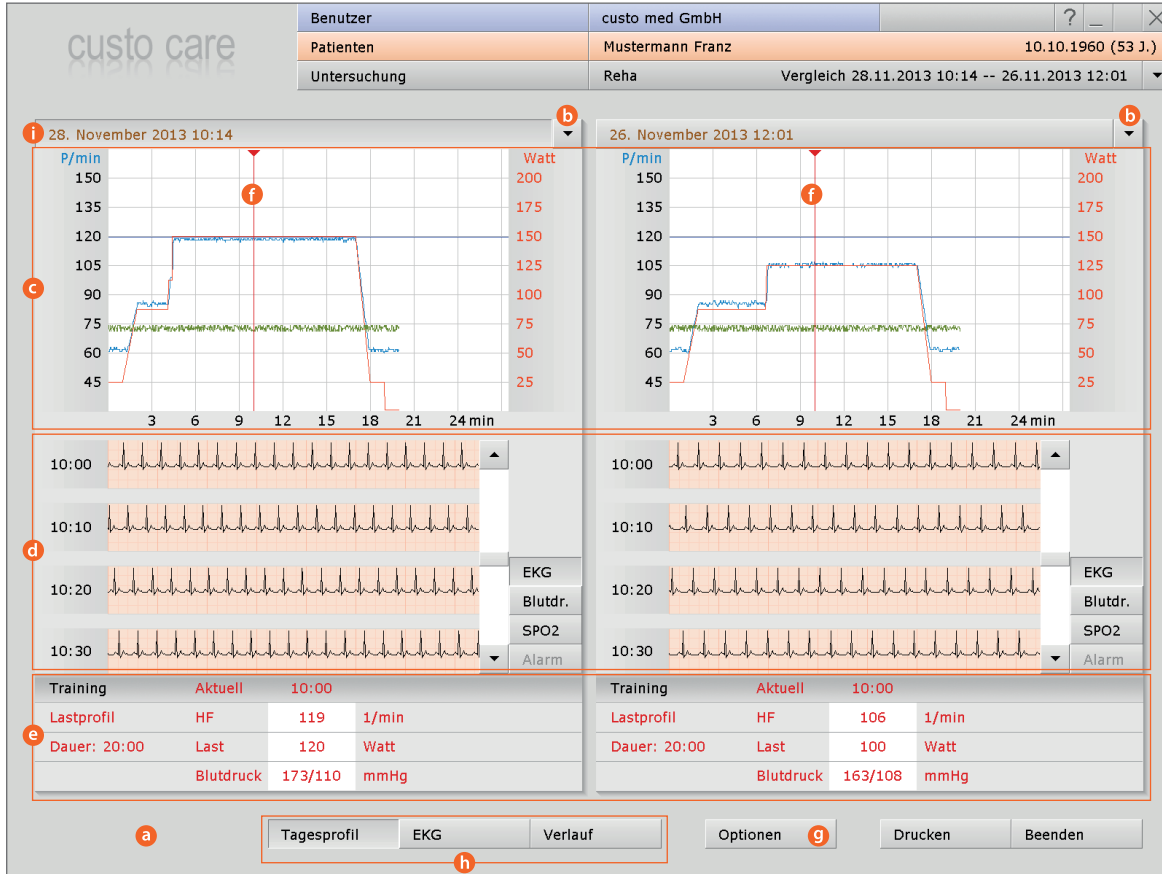 custo care
Benutzer custo med GmbH ? _ X
Patienten Mustermann Franz 10.10.1960 (53 J.)
Untersuchung Reha Vergleich 28.11.2013 10:14 -- 26.11.2013 12:01
b b
i 28. November 2013 10:14 26. November 2013 12:01
P/min Watt P/min Watt
150 200 150 200
f f
135 175 135 175
120 150 120 150
105 125 105 125
c
90 100 90 100
75 75 75 75
60 50 60 50
45 25 45 25
3 6 9 12 15 18 21 24 min 3 6 9 12 15 18 21 24 min
10:00 10:00
10:10 10:10
d
EKG EKG
10:20 10:20
Blutdr. Blutdr.
SPO2 SPO2
10:30 10:30
Alarm Alarm
Training Aktuell 10:00 Training Aktuell 10:00
Lastprofil HF 119 1/min Lastprofil HF 106 1/min
e Dauer: 20:00 Last 120 Watt Dauer: 20:00 Last 100 Watt
Blutdruck 173/110 mmHg Blutdruck 163/108 mmHg
a Tagesprofil EKG Verlauf Optionen g Drucken Beenden
h